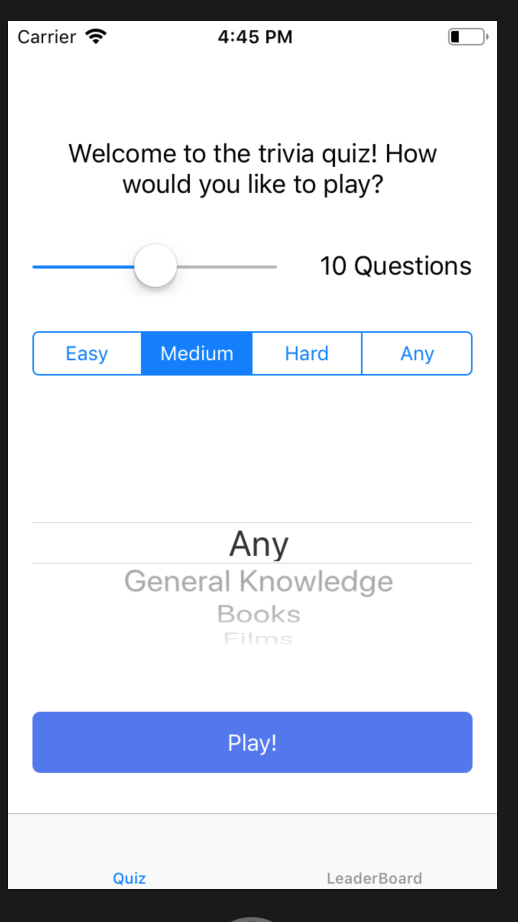 Carrier 4:45 PM
Welcome to the trivia quiz! How
would you like to play?
10 Questions
Easy Medium Hard Any
Any
General Knowledge
Books
Films
Play!
Quiz LeaderBoard